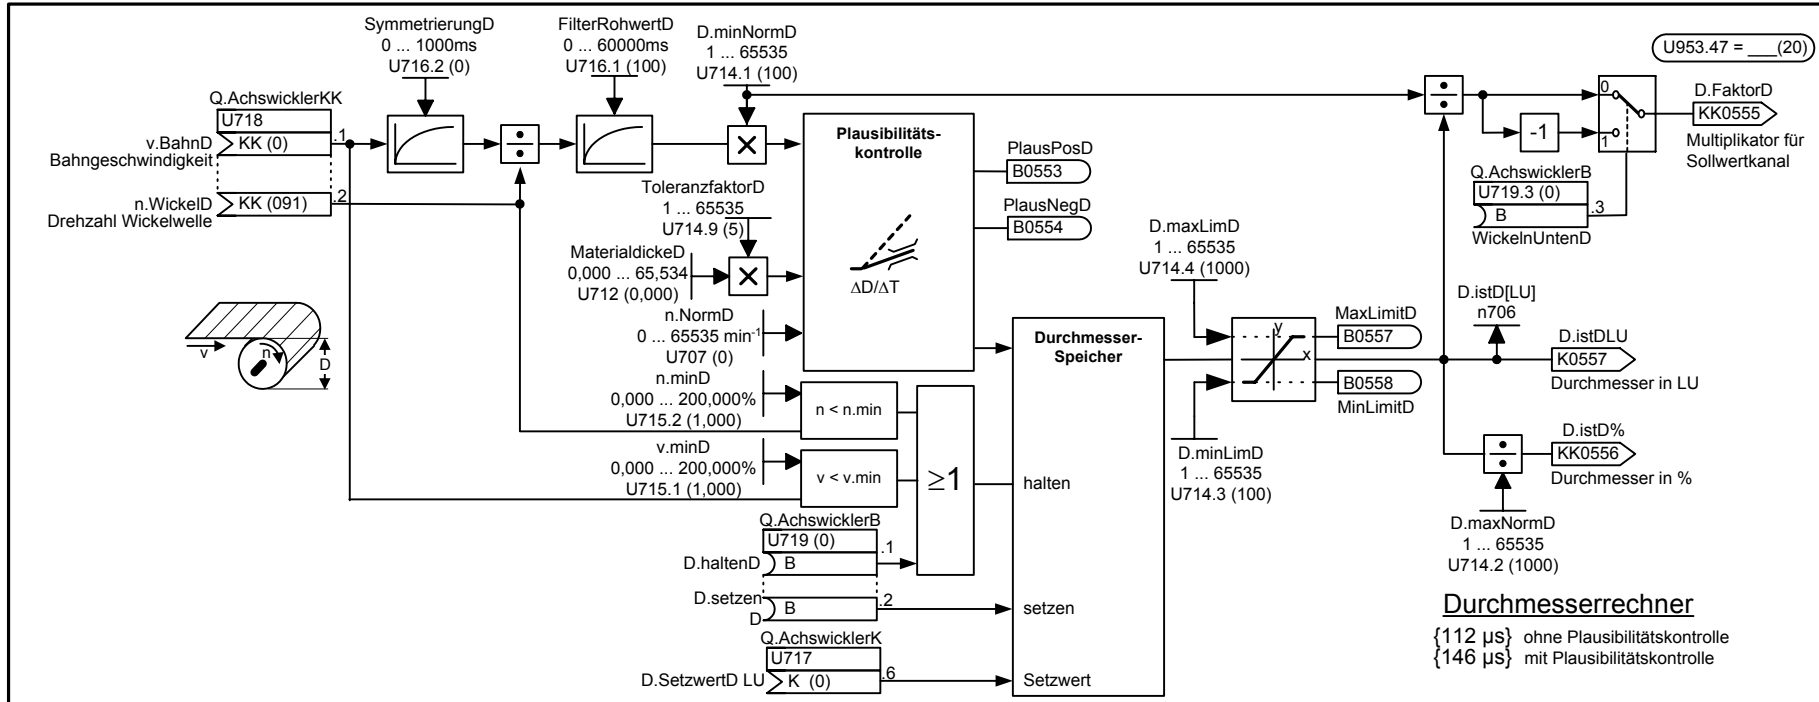 SymmetrierungD
0 ... 1000ms
U716.2 (0)
FilterRohwertD
0 ... 60000ms
U716.1 (100)
D.minNormD
1 ... 65535
U714.1 (100)
U953.47 = ___(20)
Q.AchswicklerKK
U718
v.BahnD
KK (0)
.1
Bahngeschwindigkeit
n.WickelD
KK (091)
.2
Drehzahl Wickelwelle
Plausibilitäts-
kontrolle
ΔD/ΔT
PlausPosD
B0553
PlausNegD
B0554
ToleranzfaktorD
1 ... 65535
U714.9 (5)
MaterialdickeD
0,000 ... 65,534
U712 (0,000)
n.NormD
0 ... 65535 min-1
U707 (0)
n.minD
0,000 ... 200,000%
U715.2 (1,000)
n < n.min
v.minD
0,000 ... 200,000%
U715.1 (1,000)
v < v.min
≥1
v
n
D
Q.AchswicklerB
U719 (0)
.1
D.haltenD
B
D.setzen
D
B
.2
Q.AchswicklerK
U717
D.SetzwertD LU
K (0)
.6
Durchmesser-
Speicher
halten
setzen
Setzwert
D.maxLimD
1 ... 65535
U714.4 (1000)
y
x
D.minLimD
1 ... 65535
U714.3 (100)
MaxLimitD
B0557
B0558
MinLimitD
-1
0
1
D.FaktorD
KK0555
Multiplikator für
Sollwertkanal
Q.AchswicklerB
U719.3 (0)
B
.3
WickelnUntenD
D.istD[LU]
n706
D.istDLU
K0557
Durchmesser in LU
D.istD%
KK0556
Durchmesser in %
D.maxNormD
1 ... 65535
U714.2 (1000)
Durchmesserrechner
{112 µs} ohne Plausibilitätskontrolle
{146 µs} mit Plausibilitätskontrolle